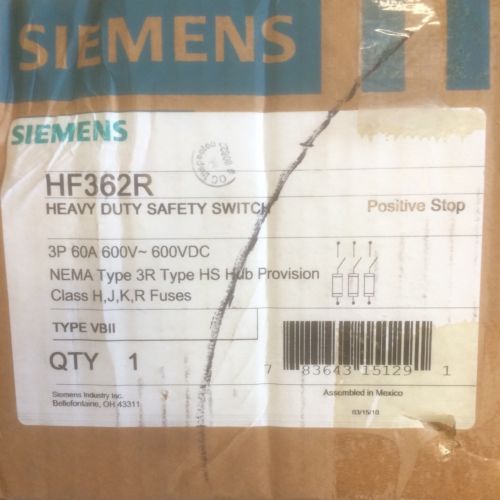 SIEMENS
SIEMENS
QC Inspected
HF362R
HEAVY DUTY SAFETY SWITCH
Positive Stop
3P 60A 600V~ 600VDC
NEMA Type 3R Type HS Hub Provision
Class H,J,K,R Fuses
TYPE VBII
QTY 1
7 83643 15129 1
Siemens Industry Inc.
Bellefontaine, OH 43311
Assembled in Mexico
03/15/10